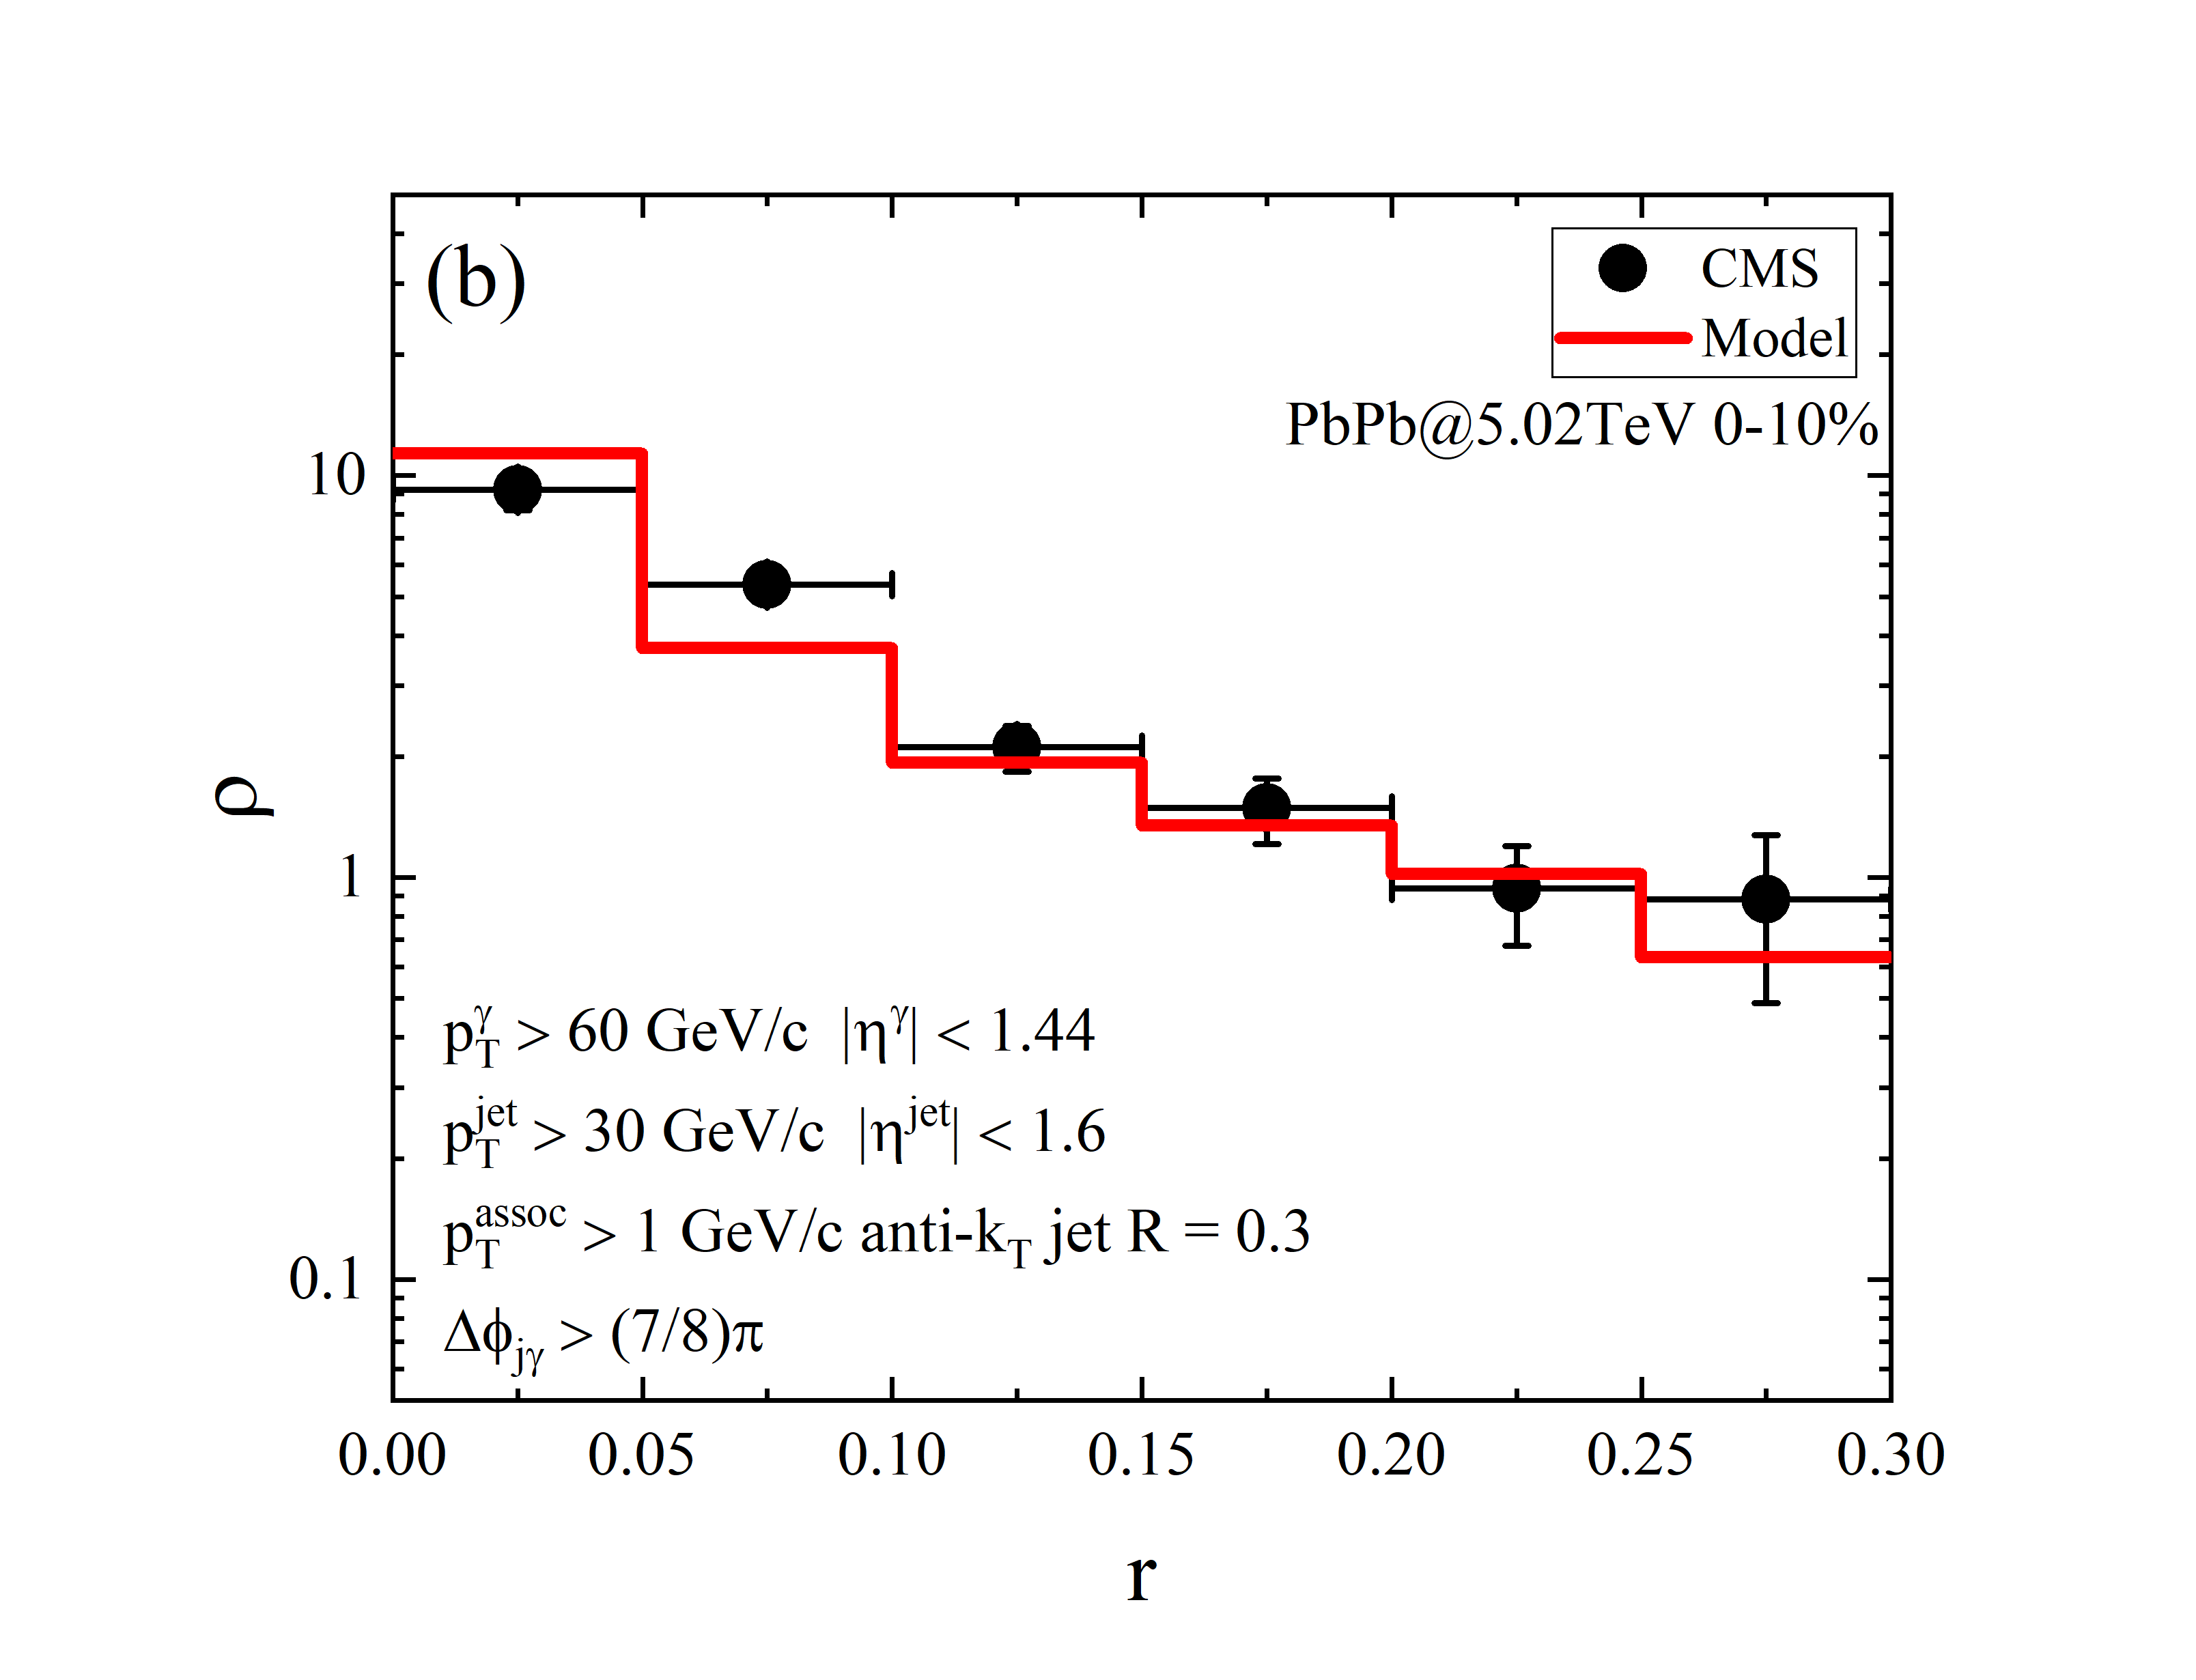 (b)
CMS
Model
PbPb@5.02TeV 0-10%
10
1
0.1
ρ
p_T^γ > 60 GeV/c |η^γ| < 1.44
p_T^jet > 30 GeV/c |η^jet| < 1.6
p_T^assoc > 1 GeV/c anti-k_T jet R = 0.3
Δϕ_jγ > (7/8)π
0.00 0.05 0.10 0.15 0.20 0.25 0.30
r